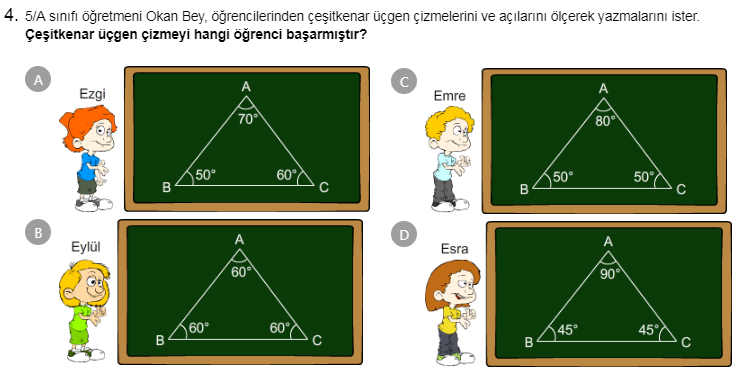 4. 5/A sınıfı öğretmeni Okan Bey, öğrencilerinden çeşitkenar üçgen çizmelerini ve açılarını ölçerek yazmalarını ister.
Çeşitkenar üçgen çizmeyi hangi öğrenci başarmıştır?
A
Ezgi
A
70°
50°
60°
B
C
B
Eylül
A
60°
60°
60°
B
C
C
Emre
A
80°
50°
50°
B
C
D
Esra
A
90°
45°
45°
B
C